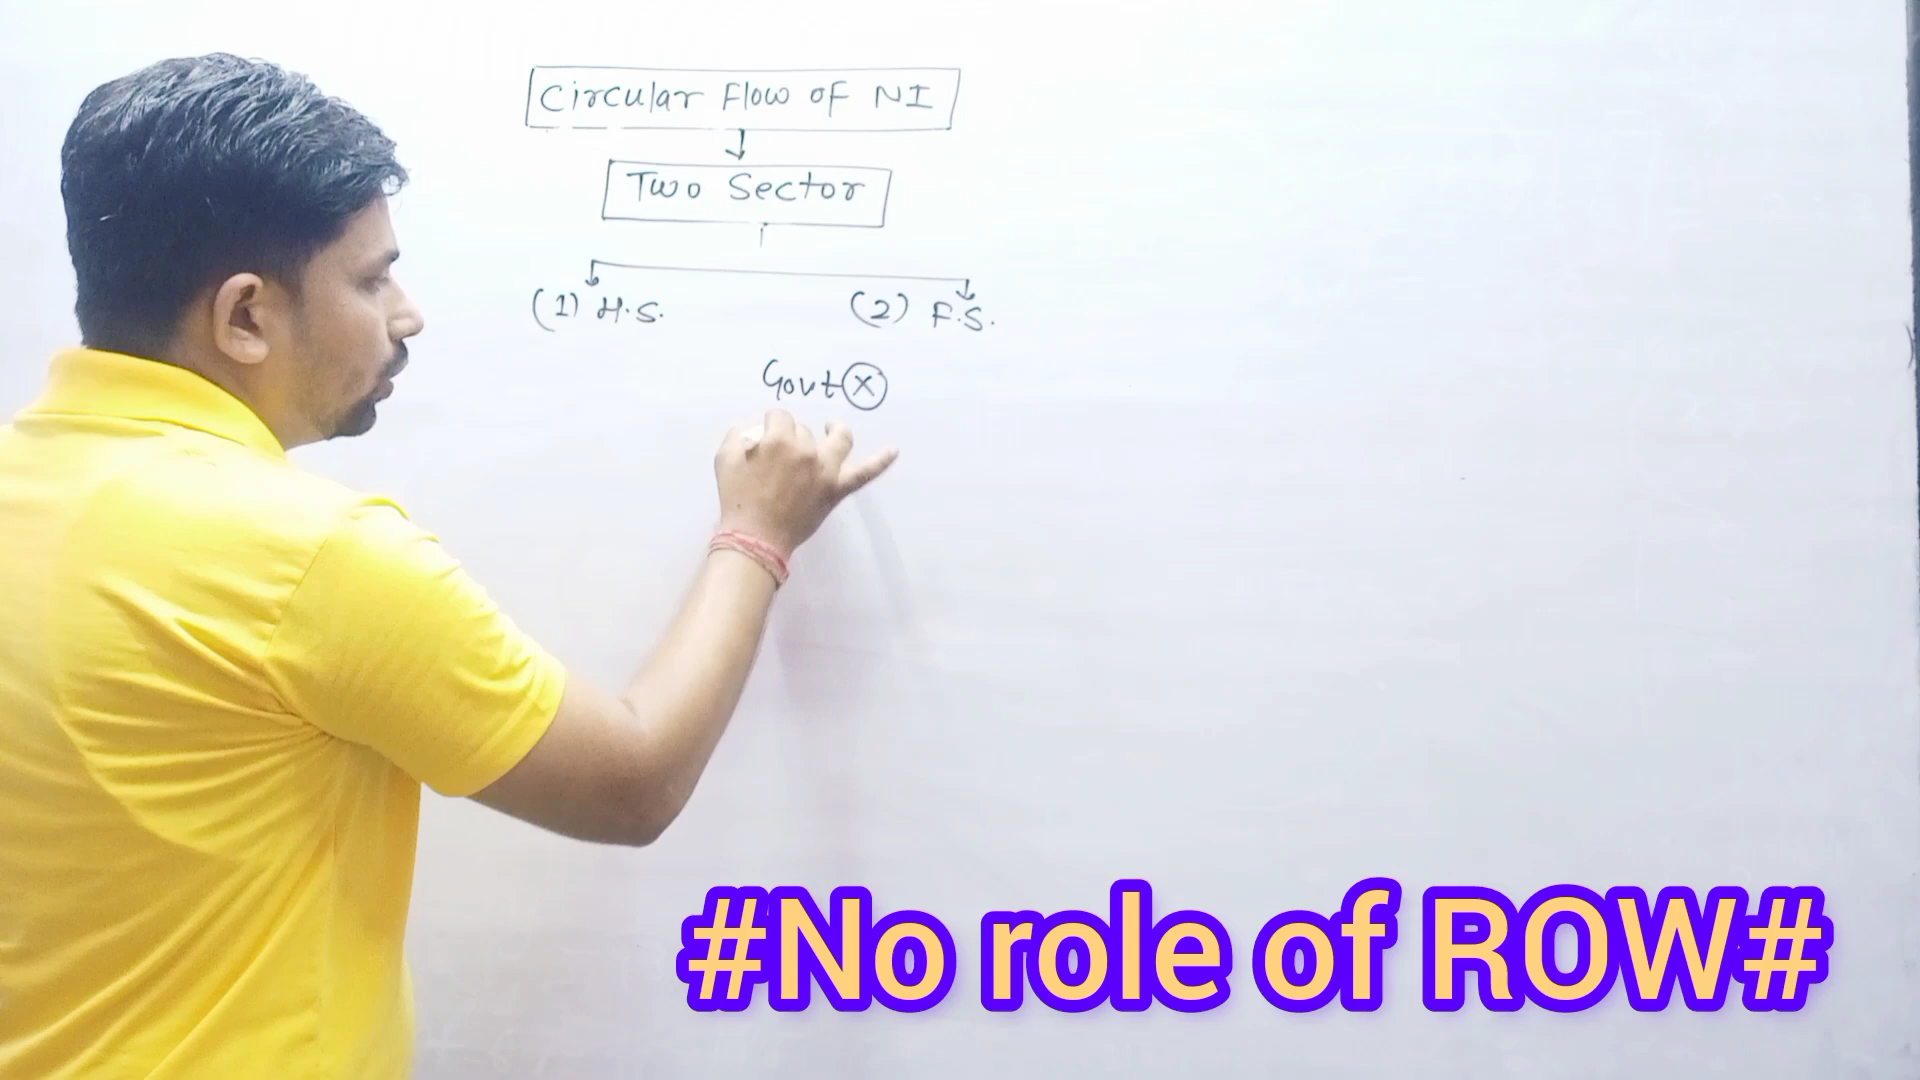 Circular Flow of NI
Two Sector
(1) H.S. (2) F.S.
Govt X
#No role of ROW#